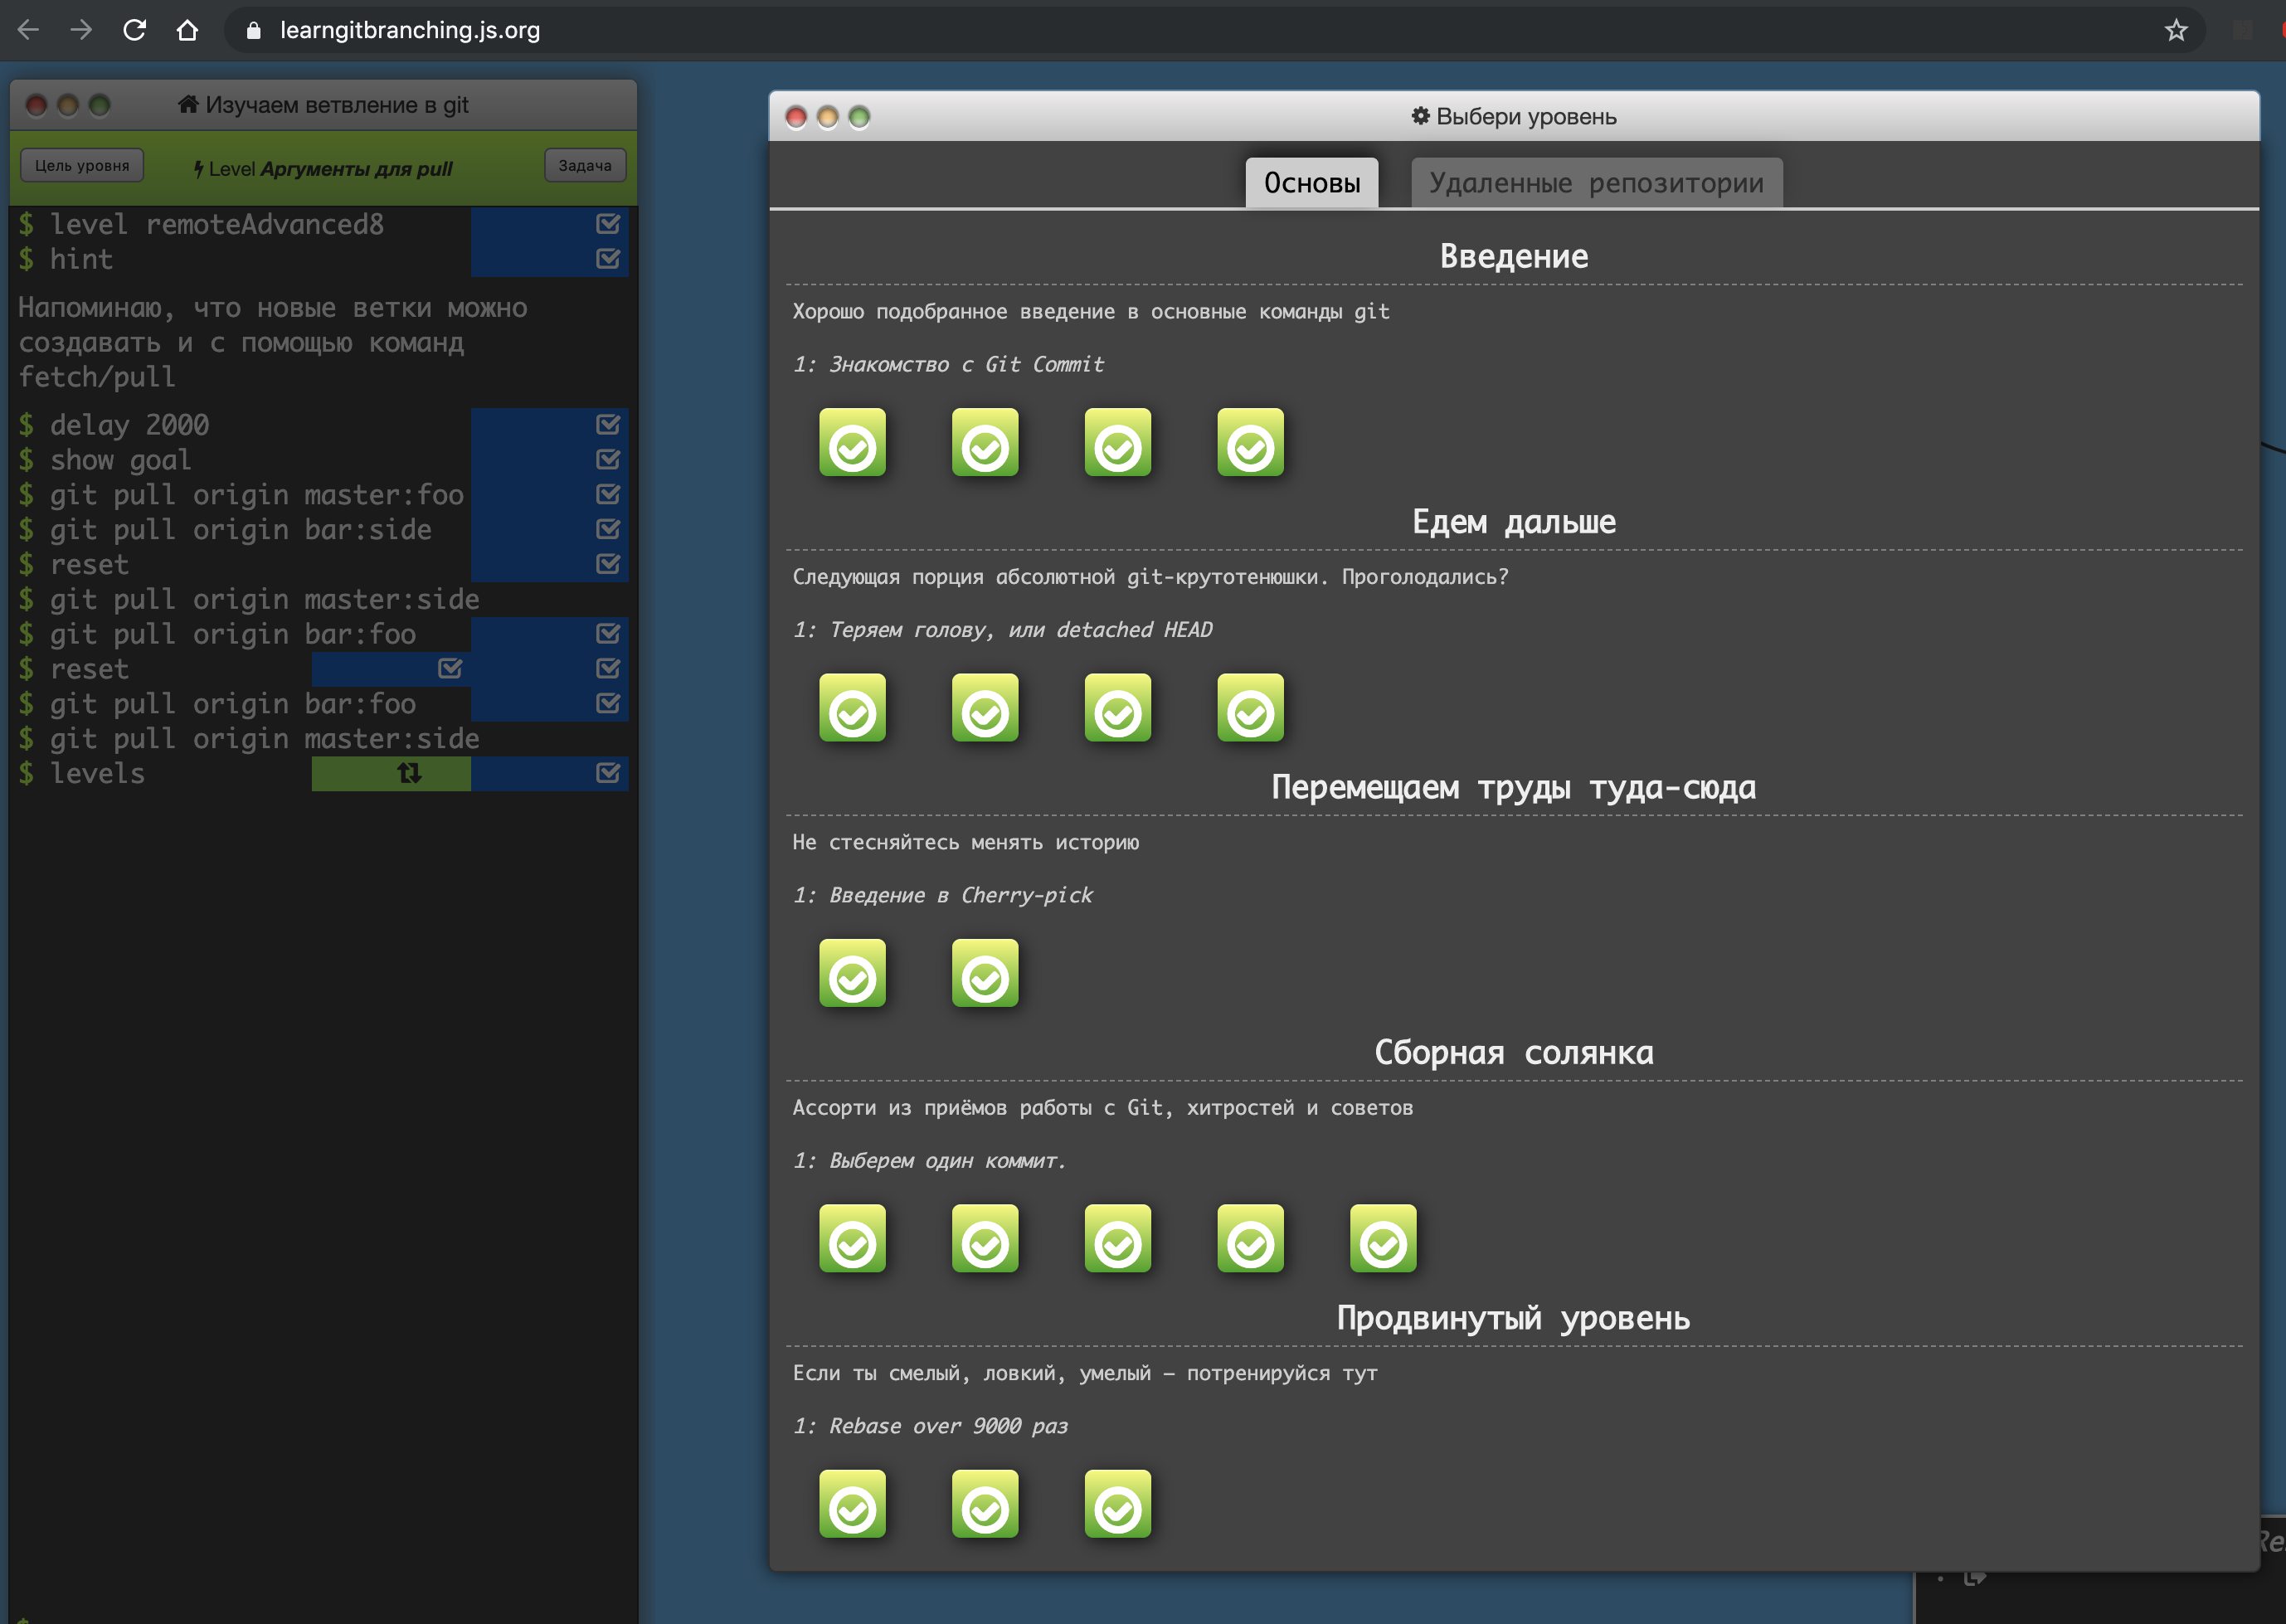 learngitbranching.js.org
Изучаем ветвление в git
Цель уровня
Level Аргументы для pull
Задача
$ level remoteAdvanced8
$ hint
Напоминаю, что новые ветки можно
создавать и с помощью команд
fetch/pull
$ delay 2000
$ show goal
$ git pull origin master:foo
$ git pull origin bar:side
$ reset
$ git pull origin master:side
$ git pull origin bar:foo
$ reset
$ git pull origin bar:foo
$ git pull origin master:side
$ levels
Выбери уровень
Основы
Удаленные репозитории
Введение
Хорошо подобранное введение в основные команды git
1: Знакомство с Git Commit
Едем дальше
Следующая порция абсолютной git-крутотенюшки. Проголодались?
1: Теряем голову, или detached HEAD
Перемещаем труды туда-сюда
Не стесняйтесь менять историю
1: Введение в Cherry-pick
Сборная солянка
Ассорти из приёмов работы с Git, хитростей и советов
1: Выберем один коммит.
Продвинутый уровень
Если ты смелый, ловкий, умелый – потренируйся тут
1: Rebase over 9000 раз